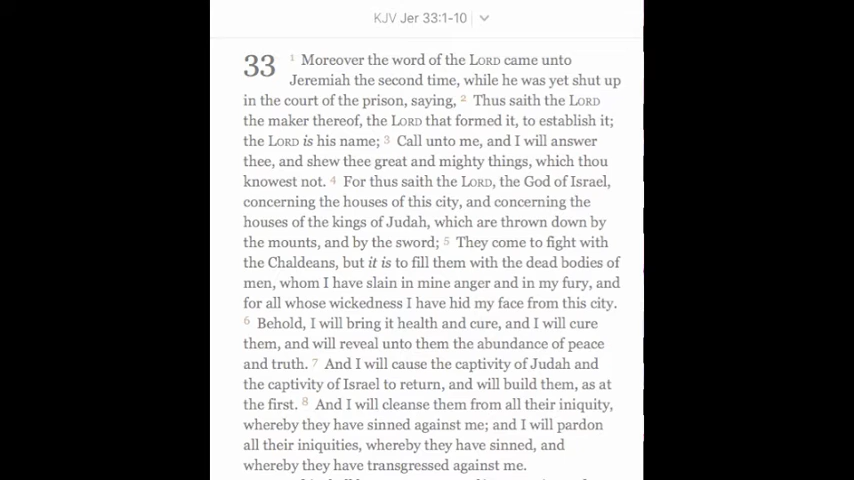 KJV Jer 33:1-10
33 1 Moreover the word of the LORD came unto
Jeremiah the second time, while he was yet shut up
in the court of the prison, saying, 2 Thus saith the LORD
the maker thereof, the LORD that formed it, to establish it;
the LORD is his name; 3 Call unto me, and I will answer
thee, and shew thee great and mighty things, which thou
knowest not. 4 For thus saith the LORD, the God of Israel,
concerning the houses of this city, and concerning the
houses of the kings of Judah, which are thrown down by
the mounts, and by the sword; 5 They come to fight with
the Chaldeans, but it is to fill them with the dead bodies of
men, whom I have slain in mine anger and in my fury, and
for all whose wickedness I have hid my face from this city.
6 Behold, I will bring it health and cure, and I will cure
them, and will reveal unto them the abundance of peace
and truth. 7 And I will cause the captivity of Judah and
the captivity of Israel to return, and will build them, as at
the first. 8 And I will cleanse them from all their iniquity,
whereby they have sinned against me; and I will pardon
all their iniquities, whereby they have sinned, and
whereby they have transgressed against me.